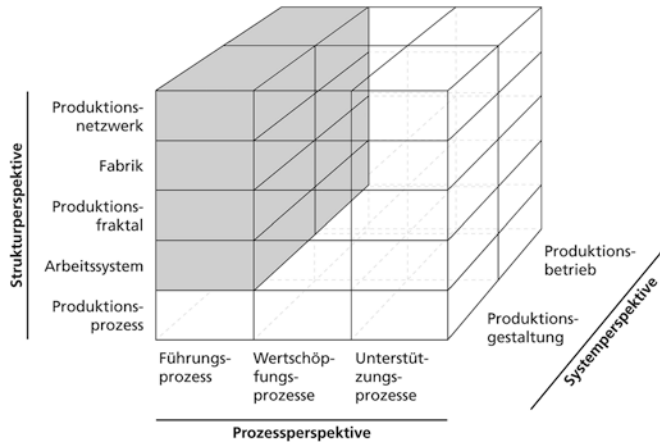 Strukturperspektive
Produktions-
netzwerk
Fabrik
Produktions-
fraktal
Arbeitssystem
Produktions-
prozess
Führungs-
prozess
Wertschöp-
fungs-
prozesse
Unterstüt-
zungs-
prozesse
Prozessperspektive
Produktions-
betrieb
Produktions-
gestaltung
Systemperspektive